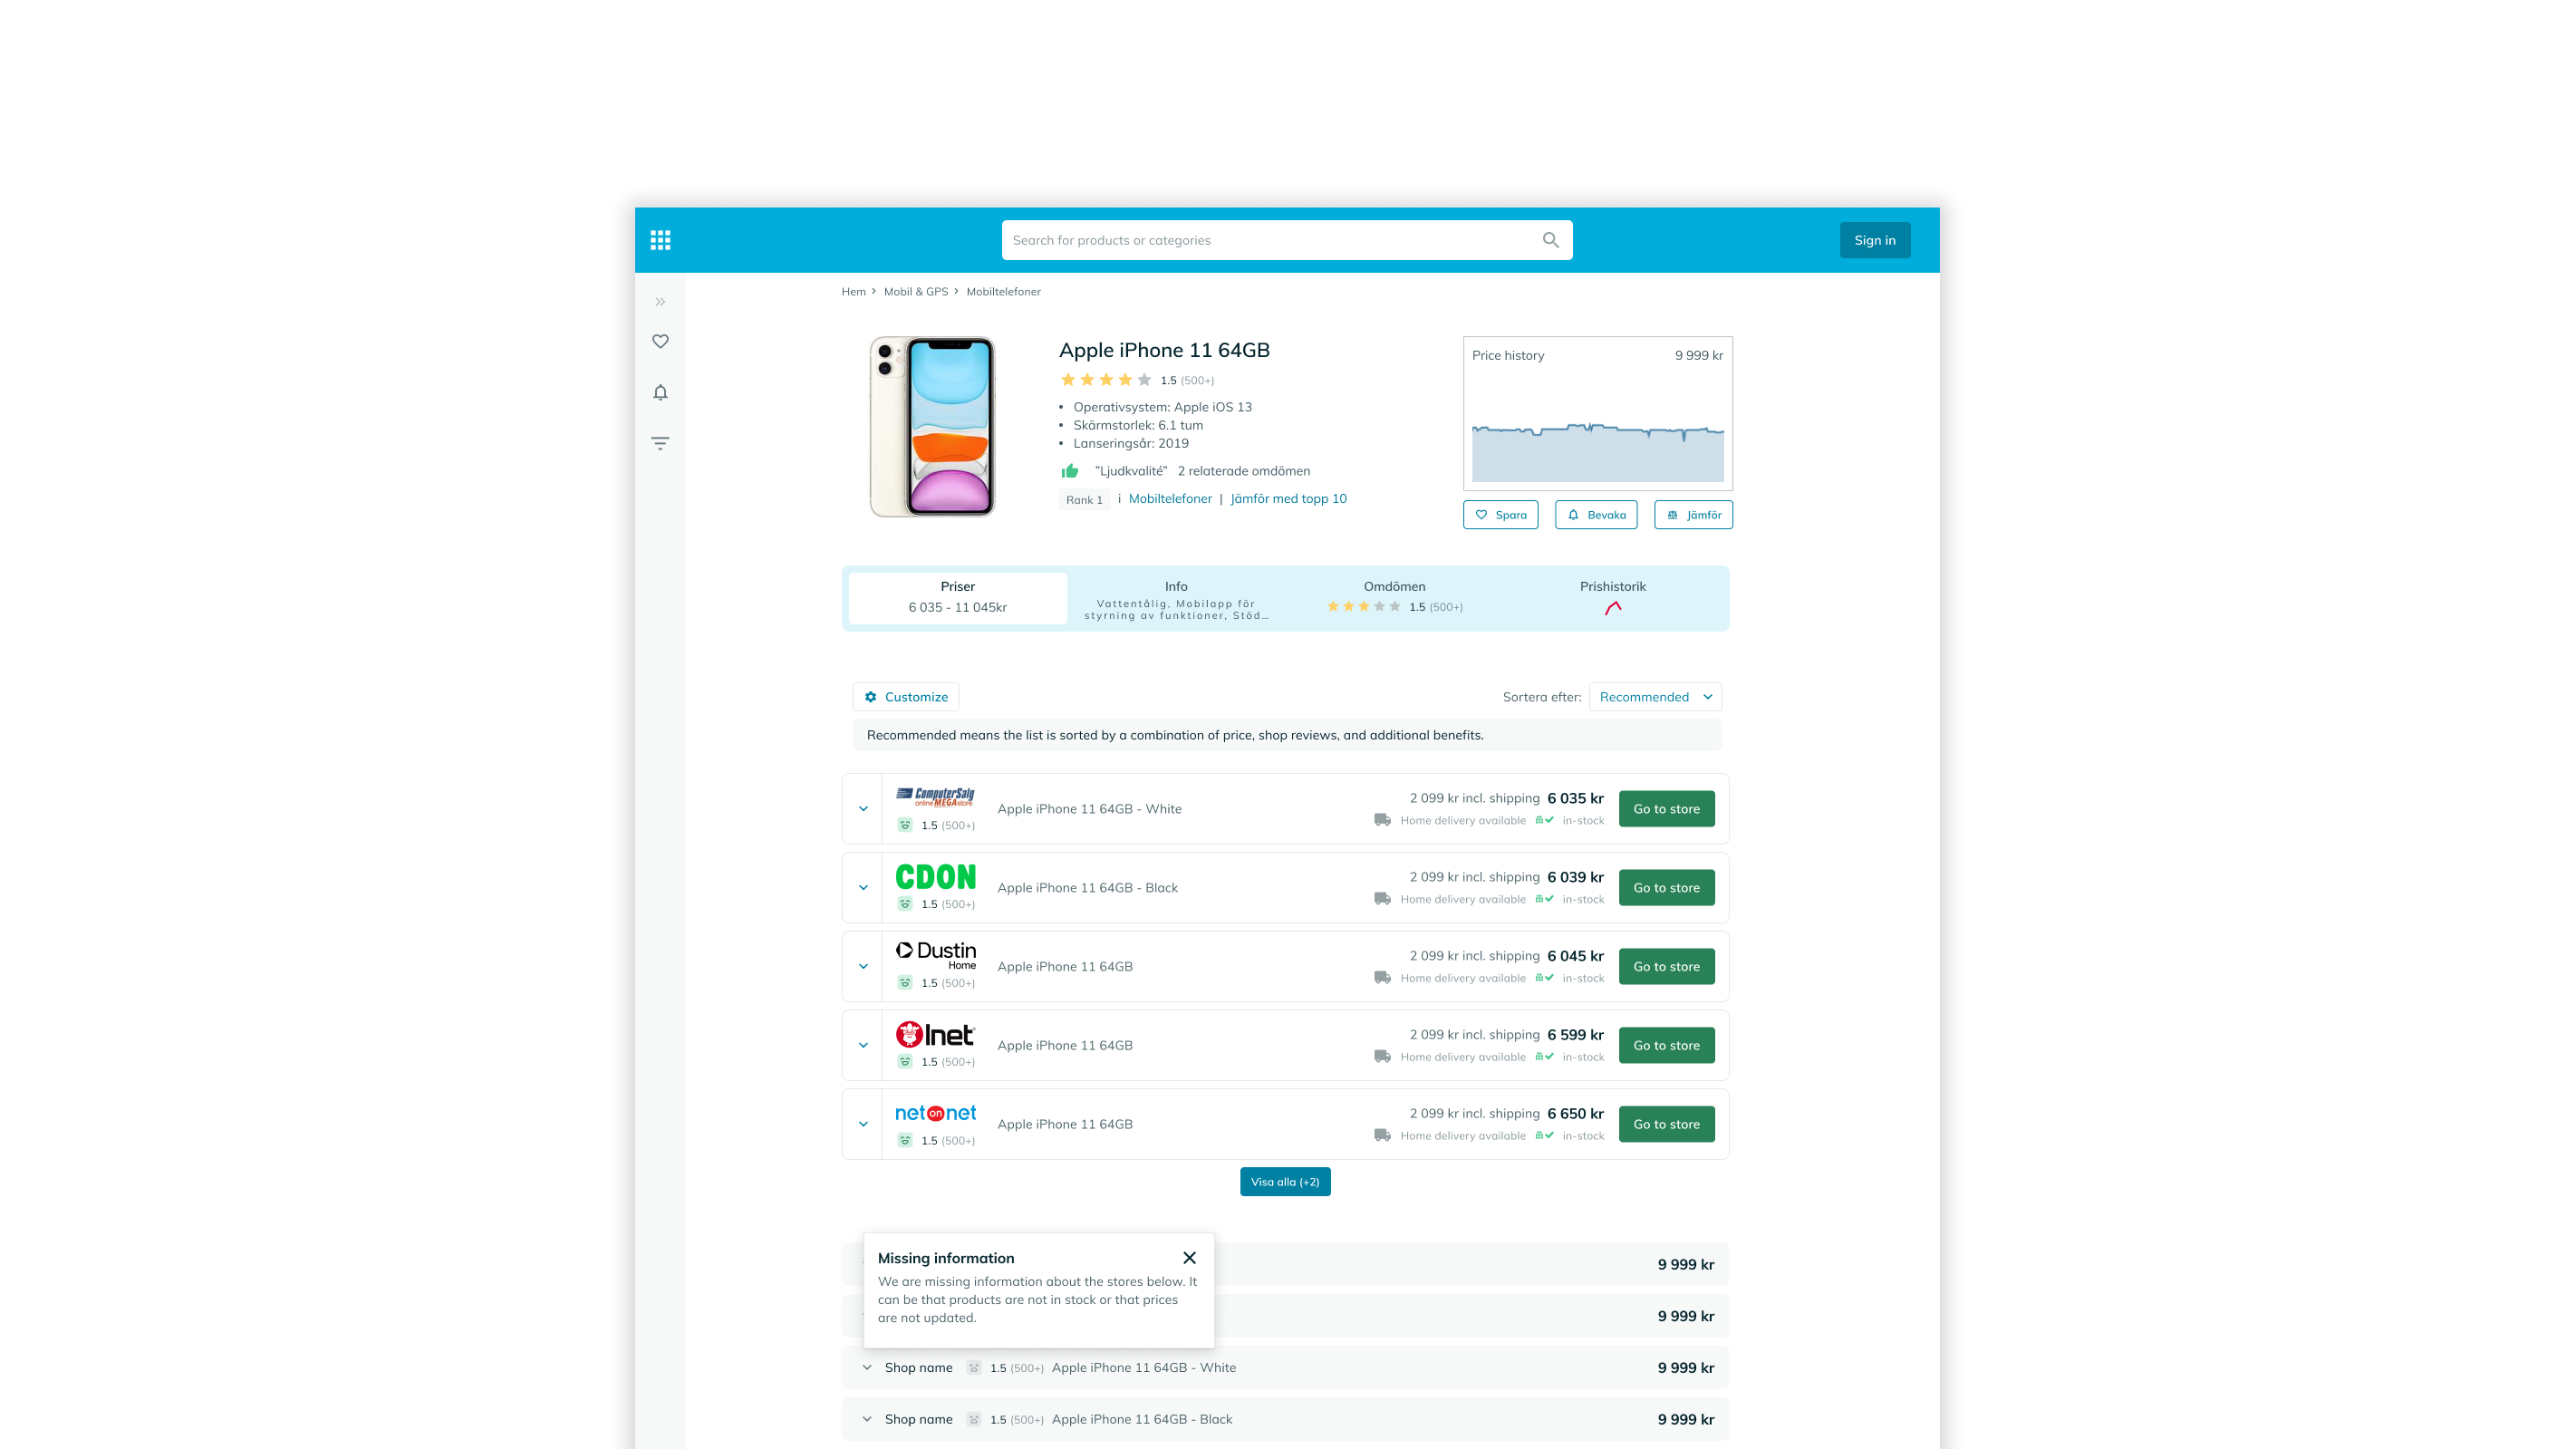 Search for products or categories
Sign in
Hem > Mobil & GPS > Mobiltelefoner
Apple iPhone 11 64GB
1.5 (500+)
• Operativsystem: Apple iOS 13
• Skärmstorlek: 6.1 tum
• Lanseringsår: 2019
"Ljudkvalité" 2 relaterade omdömen
Rank 1 i Mobiltelefoner | Jämför med topp 10
Price history 9 999 kr
Spara
Bevaka
Jämför
Priser
6 035 - 11 045kr
Info
Vattentålig, Mobilapp för
styrning av funktioner, Stöd...
Omdömen
1.5 (500+)
Prishistorik
Customize
Sortera efter: Recommended
Recommended means the list is sorted by a combination of price, shop reviews, and additional benefits.
ComputerSalg
online MEGAstore
1.5 (500+)
Apple iPhone 11 64GB - White
2 099 kr incl. shipping 6 035 kr
Home delivery available in-stock
Go to store
CDON
1.5 (500+)
Apple iPhone 11 64GB - Black
2 099 kr incl. shipping 6 039 kr
Home delivery available in-stock
Go to store
Dustin
Home
1.5 (500+)
Apple iPhone 11 64GB
2 099 kr incl. shipping 6 045 kr
Home delivery available in-stock
Go to store
Inet
1.5 (500+)
Apple iPhone 11 64GB
2 099 kr incl. shipping 6 599 kr
Home delivery available in-stock
Go to store
netonnet
1.5 (500+)
Apple iPhone 11 64GB
2 099 kr incl. shipping 6 650 kr
Home delivery available in-stock
Go to store
Visa alla (+2)
Missing information
We are missing information about the stores below. It
can be that products are not in stock or that prices
are not updated.
9 999 kr
9 999 kr
Shop name 1.5 (500+) Apple iPhone 11 64GB - White 9 999 kr
Shop name 1.5 (500+) Apple iPhone 11 64GB - Black 9 999 kr